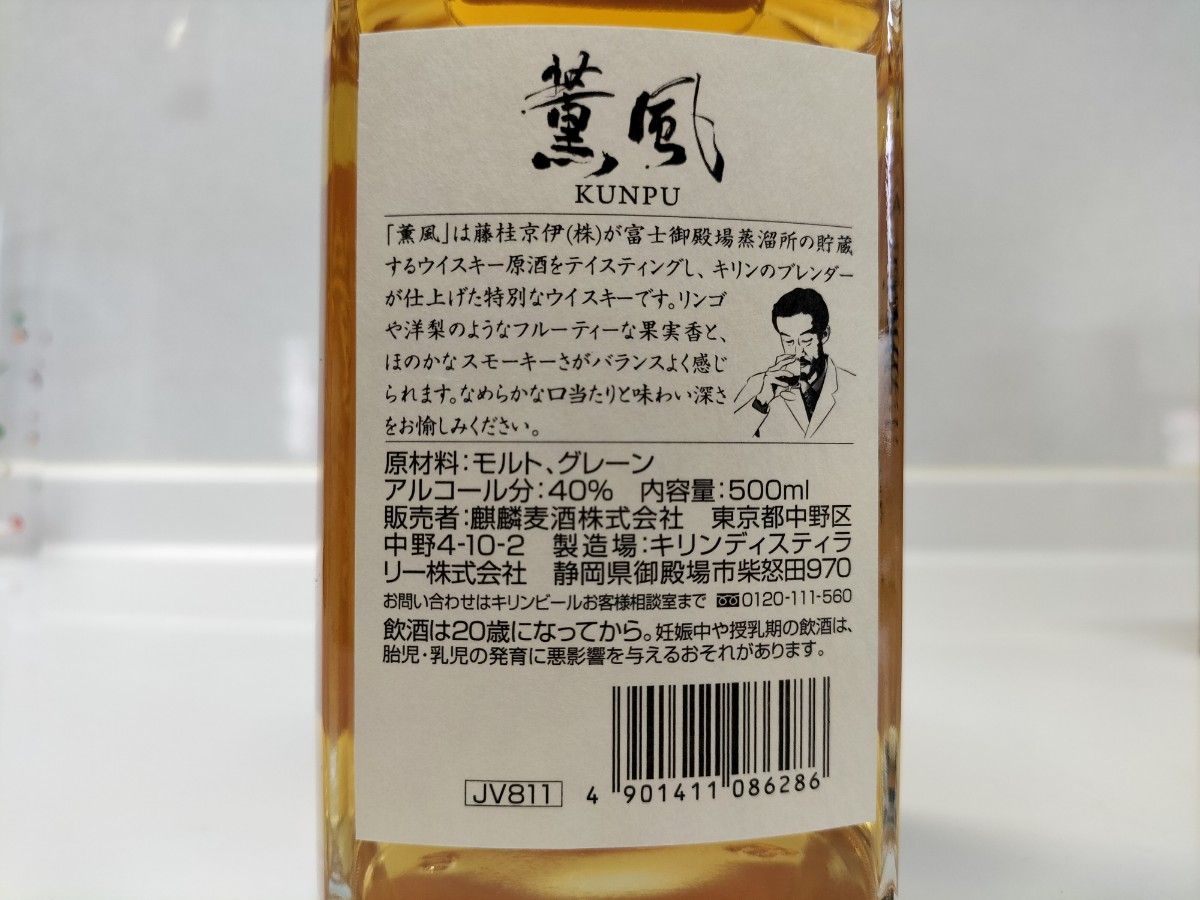 薫風
KUNPU
「薫風」は藤桂京伊(株)が富士御殿場蒸溜所の貯蔵
するウイスキー原酒をテイスティングし、キリンのブレンダー
が仕上げた特別なウイスキーです。リンゴ
や洋梨のようなフルーティーな果実香と、
ほのかなスモーキーさがバランスよく感じ
られます。なめらかな口当たりと味わい深さ
をお愉しみください。
原材料:モルト、グレーン
アルコール分:40% 内容量:500ml
販売者:麒麟麦酒株式会社 東京都中野区
中野4-10-2 製造場:キリンディスティラ
リー株式会社 静岡県御殿場市柴怒田970
お問い合わせはキリンビールお客様相談室まで 0120-111-560
飲酒は20歳になってから。妊娠中や授乳期の飲酒は、
胎児・乳児の発育に悪影響を与えるおそれがあります。
JV811
4 901411 086286